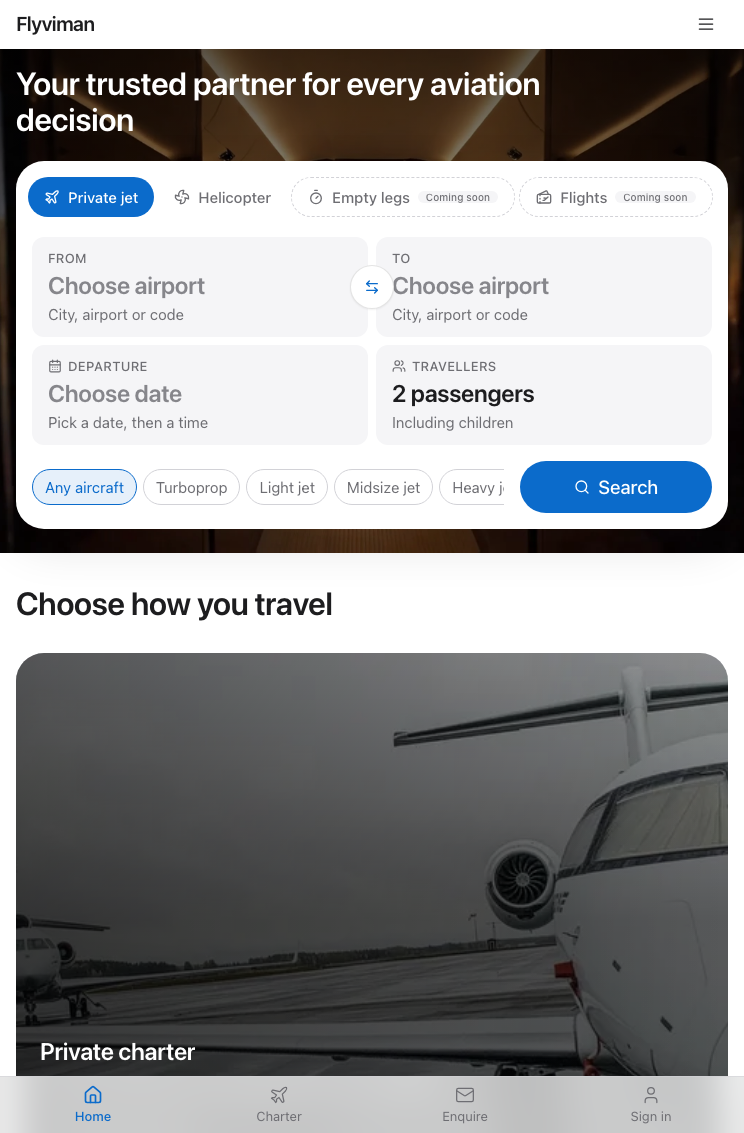 Flyviman
Your trusted partner for every aviation
decision
Private jet
Helicopter
Empty legs Coming soon
Flights Coming soon
FROM
Choose airport
City, airport or code
TO
Choose airport
City, airport or code
DEPARTURE
Choose date
Pick a date, then a time
TRAVELLERS
2 passengers
Including children
Any aircraft
Turboprop
Light jet
Midsize jet
Heavy j
Search
Choose how you travel
Private charter
Home
Charter
Enquire
Sign in